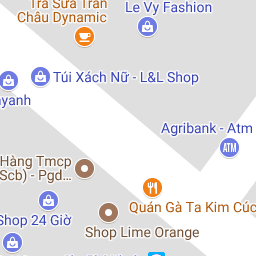 Trà Sữa Trân
Châu Dynamic
Le Vy Fashion
Túi Xách Nữ - L&L Shop
Agribank - Atm
ATM
Hàng Tmcp
Scb) - Pgd...
Quán Gà Ta Kim Cúc
Shop 24 Giờ
Shop Lime Orange